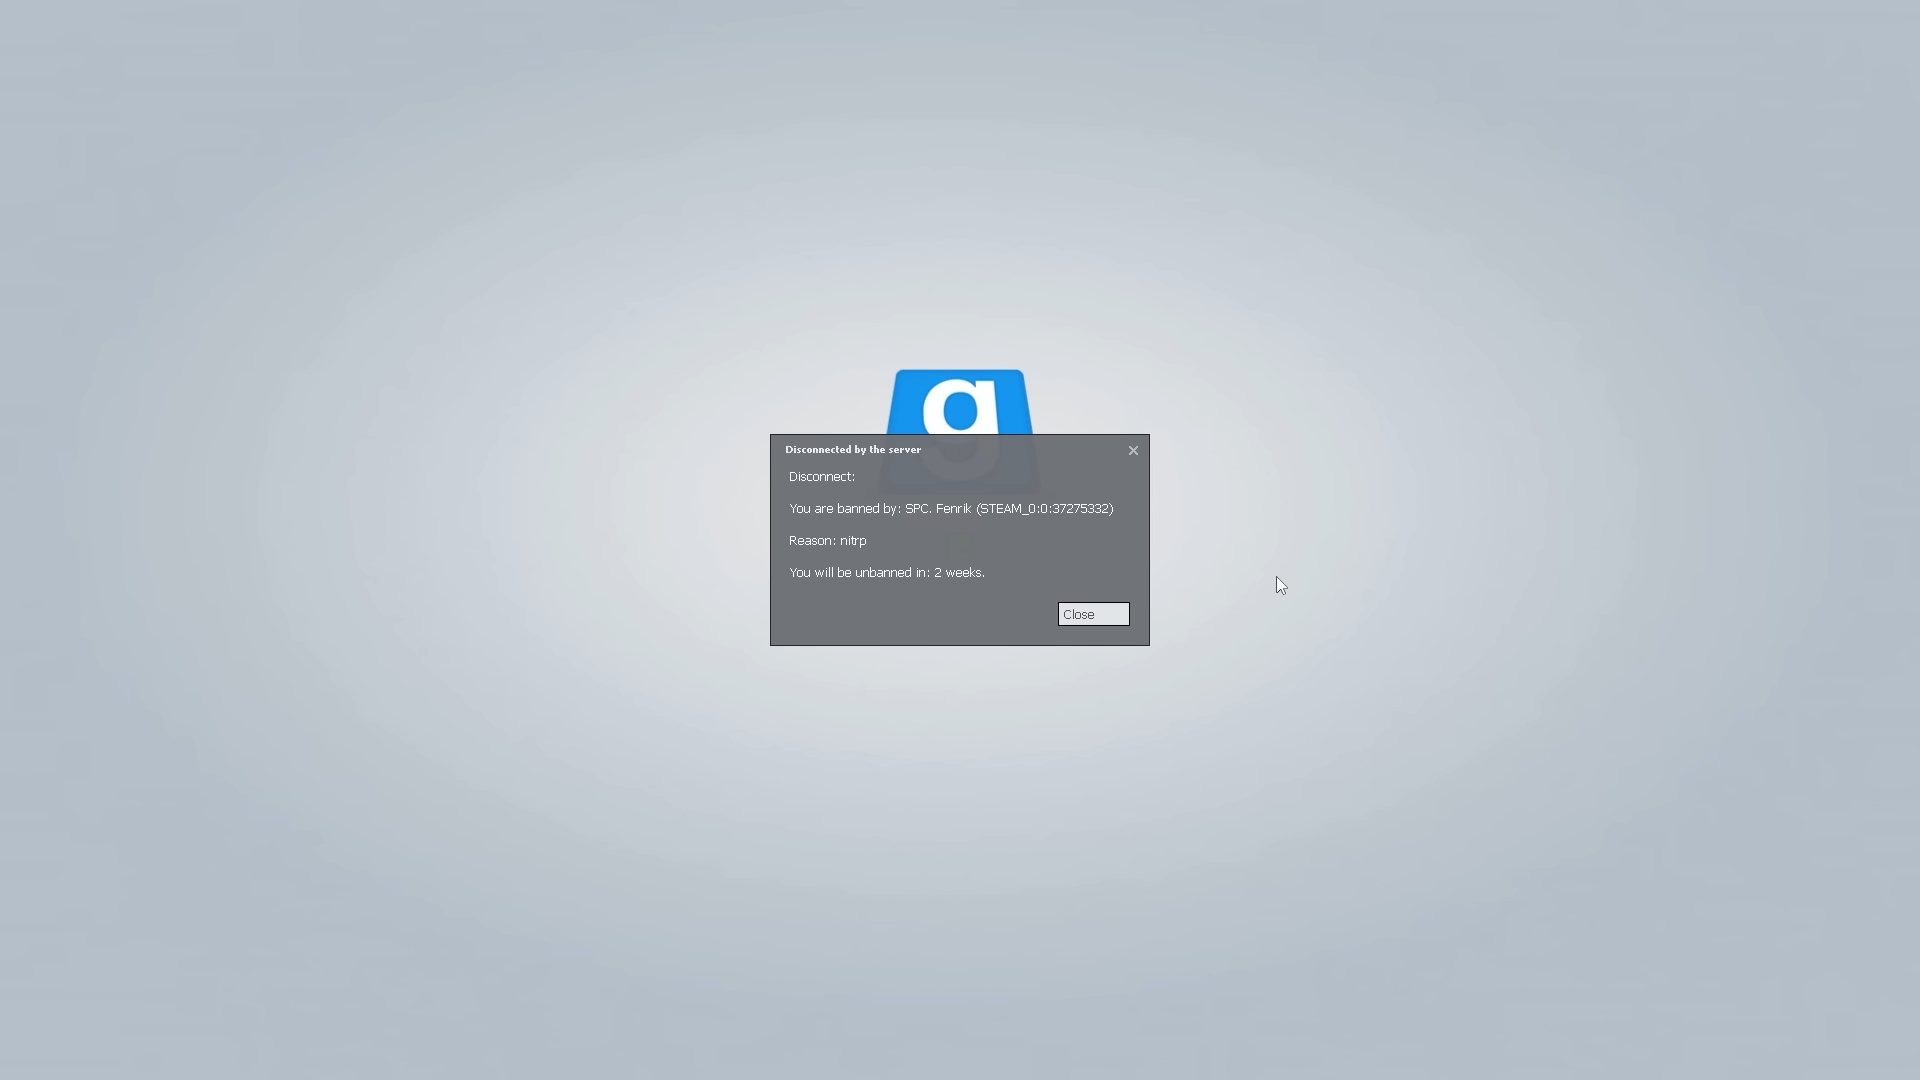 g
Disconnected by the server
Disconnect:
You are banned by: SPC. Fenrik (STEAM_0:0:37275332)
Reason: nitrp
You will be unbanned in: 2 weeks.
Close